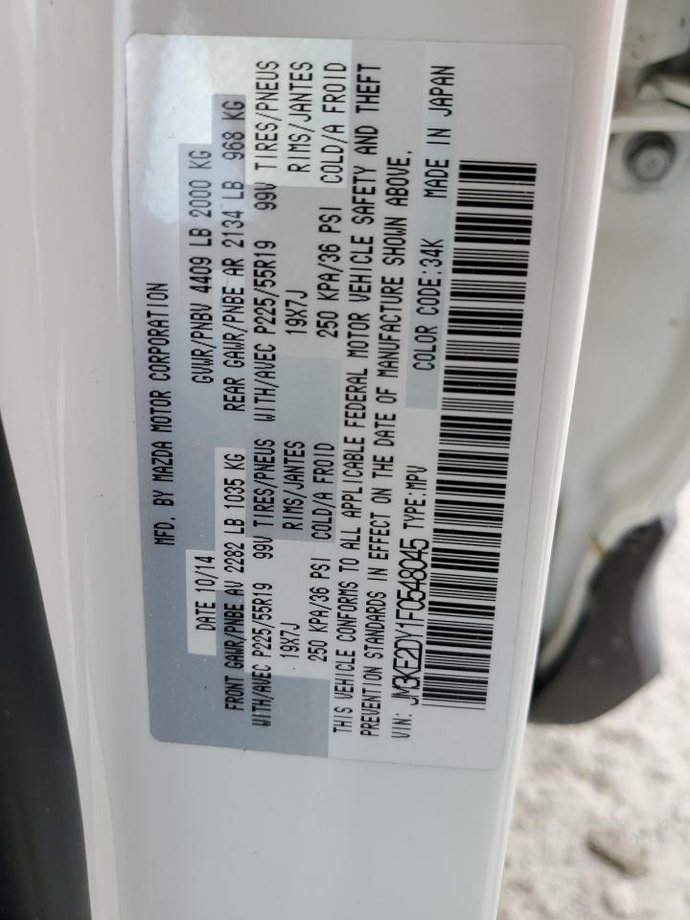 MFD. BY MAZDA MOTOR CORPORATION
DATE 10/14 GVWR/PNBV 4409 LB 2000 KG
FRONT GAWR/PNBE AV 2282 LB 1035 KG REAR GAWR/PNBE AR 2134 LB 968 KG
WITH/AVEC P225/55R19 99V TIRES/PNEUS WITH/AVEC P225/55R19 99V TIRES/PNEUS
19X7J RIMS/JANTES 19X7J RIMS/JANTES
250 KPA/36 PSI COLD/A FROID 250 KPA/36 PSI COLD/A FROID
THIS VEHICLE CONFORMS TO ALL APPLICABLE FEDERAL MOTOR VEHICLE SAFETY AND THEFT
PREVENTION STANDARDS IN EFFECT ON THE DATE OF MANUFACTURE SHOWN ABOVE.
VIN: JM3KE2DY1F0548045 TYPE:MPV COLOR CODE:34K MADE IN JAPAN